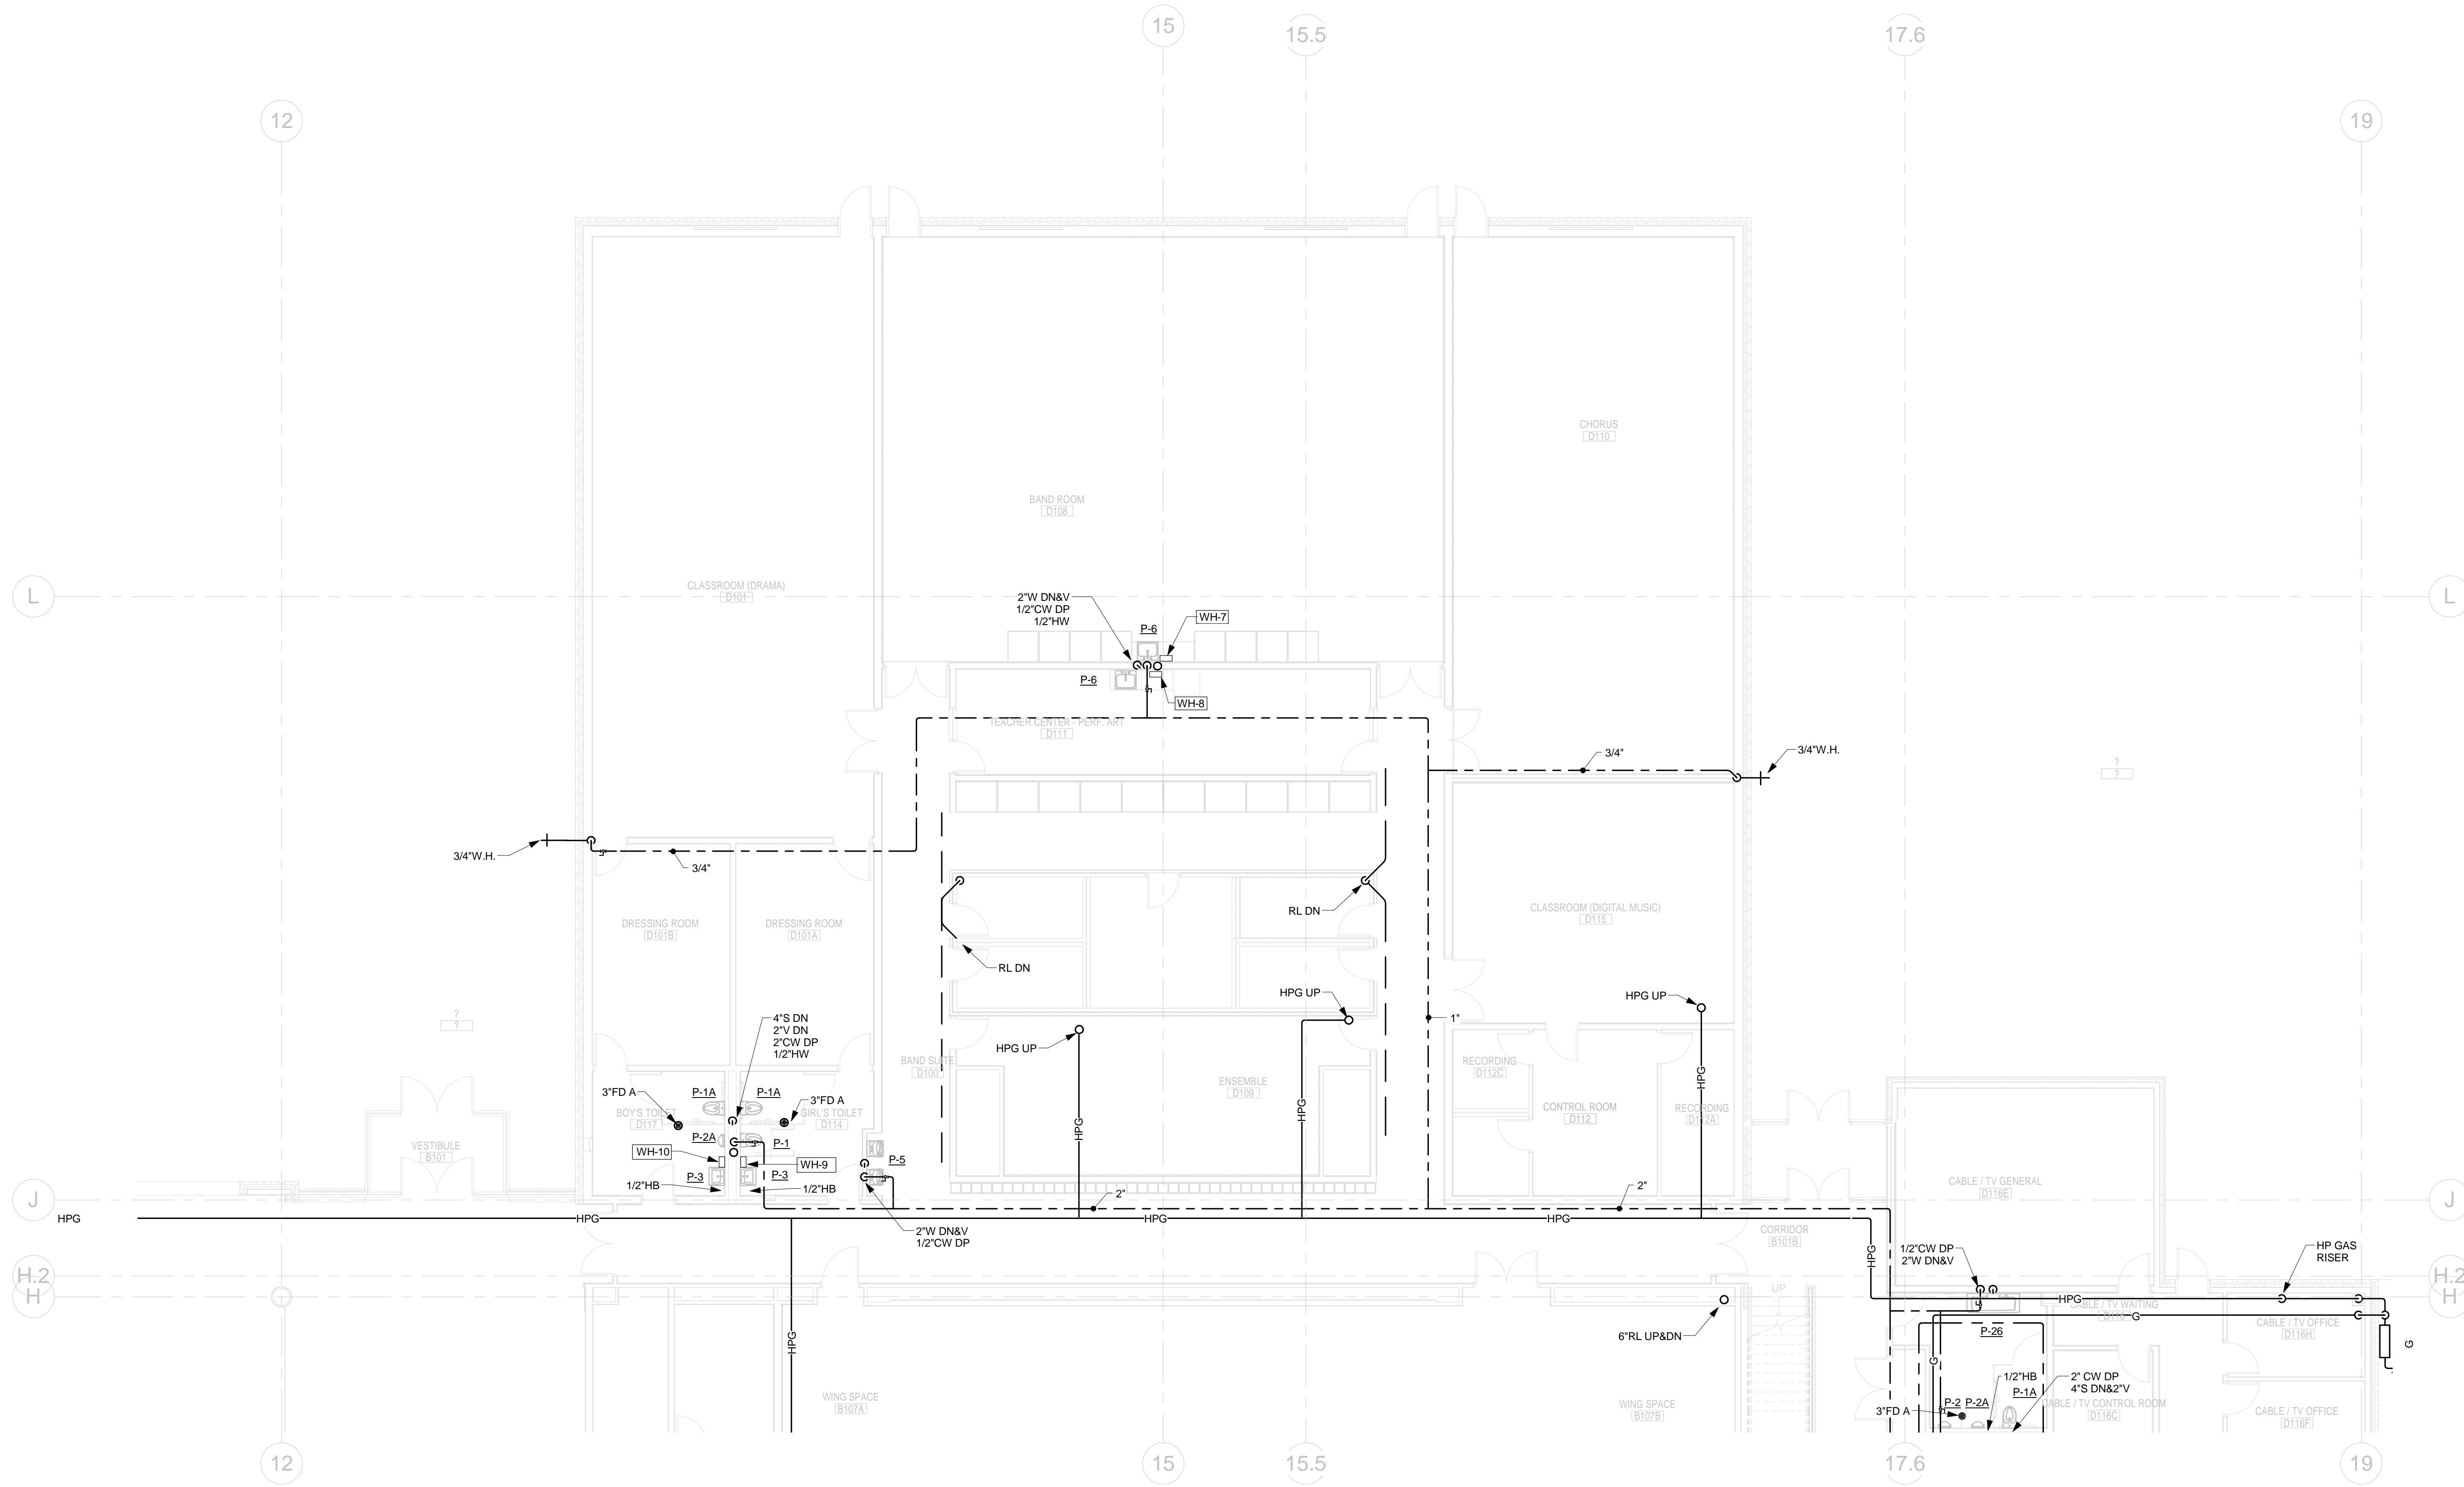 15
15.5
17.6
12
19
CHORUS
D110
BAND ROOM
D108
CLASSROOM (DRAMA)
D101
L
L
2"W DN&V
1/2"CW DP
1/2"HW
P-6
WH-7
P-6
WH-8
TEACHER CENTER - PERF. ART
D111
3/4"
3/4"W.H.
?
?
3/4"W.H.
3/4"
DRESSING ROOM
D101B
DRESSING ROOM
D101A
RL DN
CLASSROOM (DIGITAL MUSIC)
D115
RL DN
HPG UP
HPG UP
?
?
4"S DN
2"V DN
2"CW DP
1/2"HW
1"
HPG UP
BAND SUITE
D100
RECORDING
D112C
HPG
ENSEMBLE
D109
3"FD A
P-1A
P-1A
3"FD A
BOY'S TOILET
D117
GIRL'S TOILET
D114
HPG
HPG
CONTROL ROOM
D112
RECORDING
D112A
VESTIBULE
B101
P-2A
P-1
WH-10
WH-9
P-5
P-3
P-3
1/2"HB
1/2"HB
CABLE / TV GENERAL
D116E
2"
2"
J
J
HPG
HPG
HPG
HPG
2"W DN&V
1/2"CW DP
CORRIDOR
B101B
HPG
1/2"CW DP
2"W DN&V
HP GAS
RISER
H.2
H
H.2
H
UP
HPG
CABLE / TV WAITING
G
CABLE / TV OFFICE
D116H
6"RL UP&DN
P-26
HPG
G
G
WING SPACE
B107A
WING SPACE
B107B
1/2"HB
2" CW DP
4"S DN&2"V
P-1A
P-2
P-2A
3"FD A
CABLE / TV CONTROL ROOM
D116C
CABLE / TV OFFICE
D116F
12
15
15.5
17.6
19